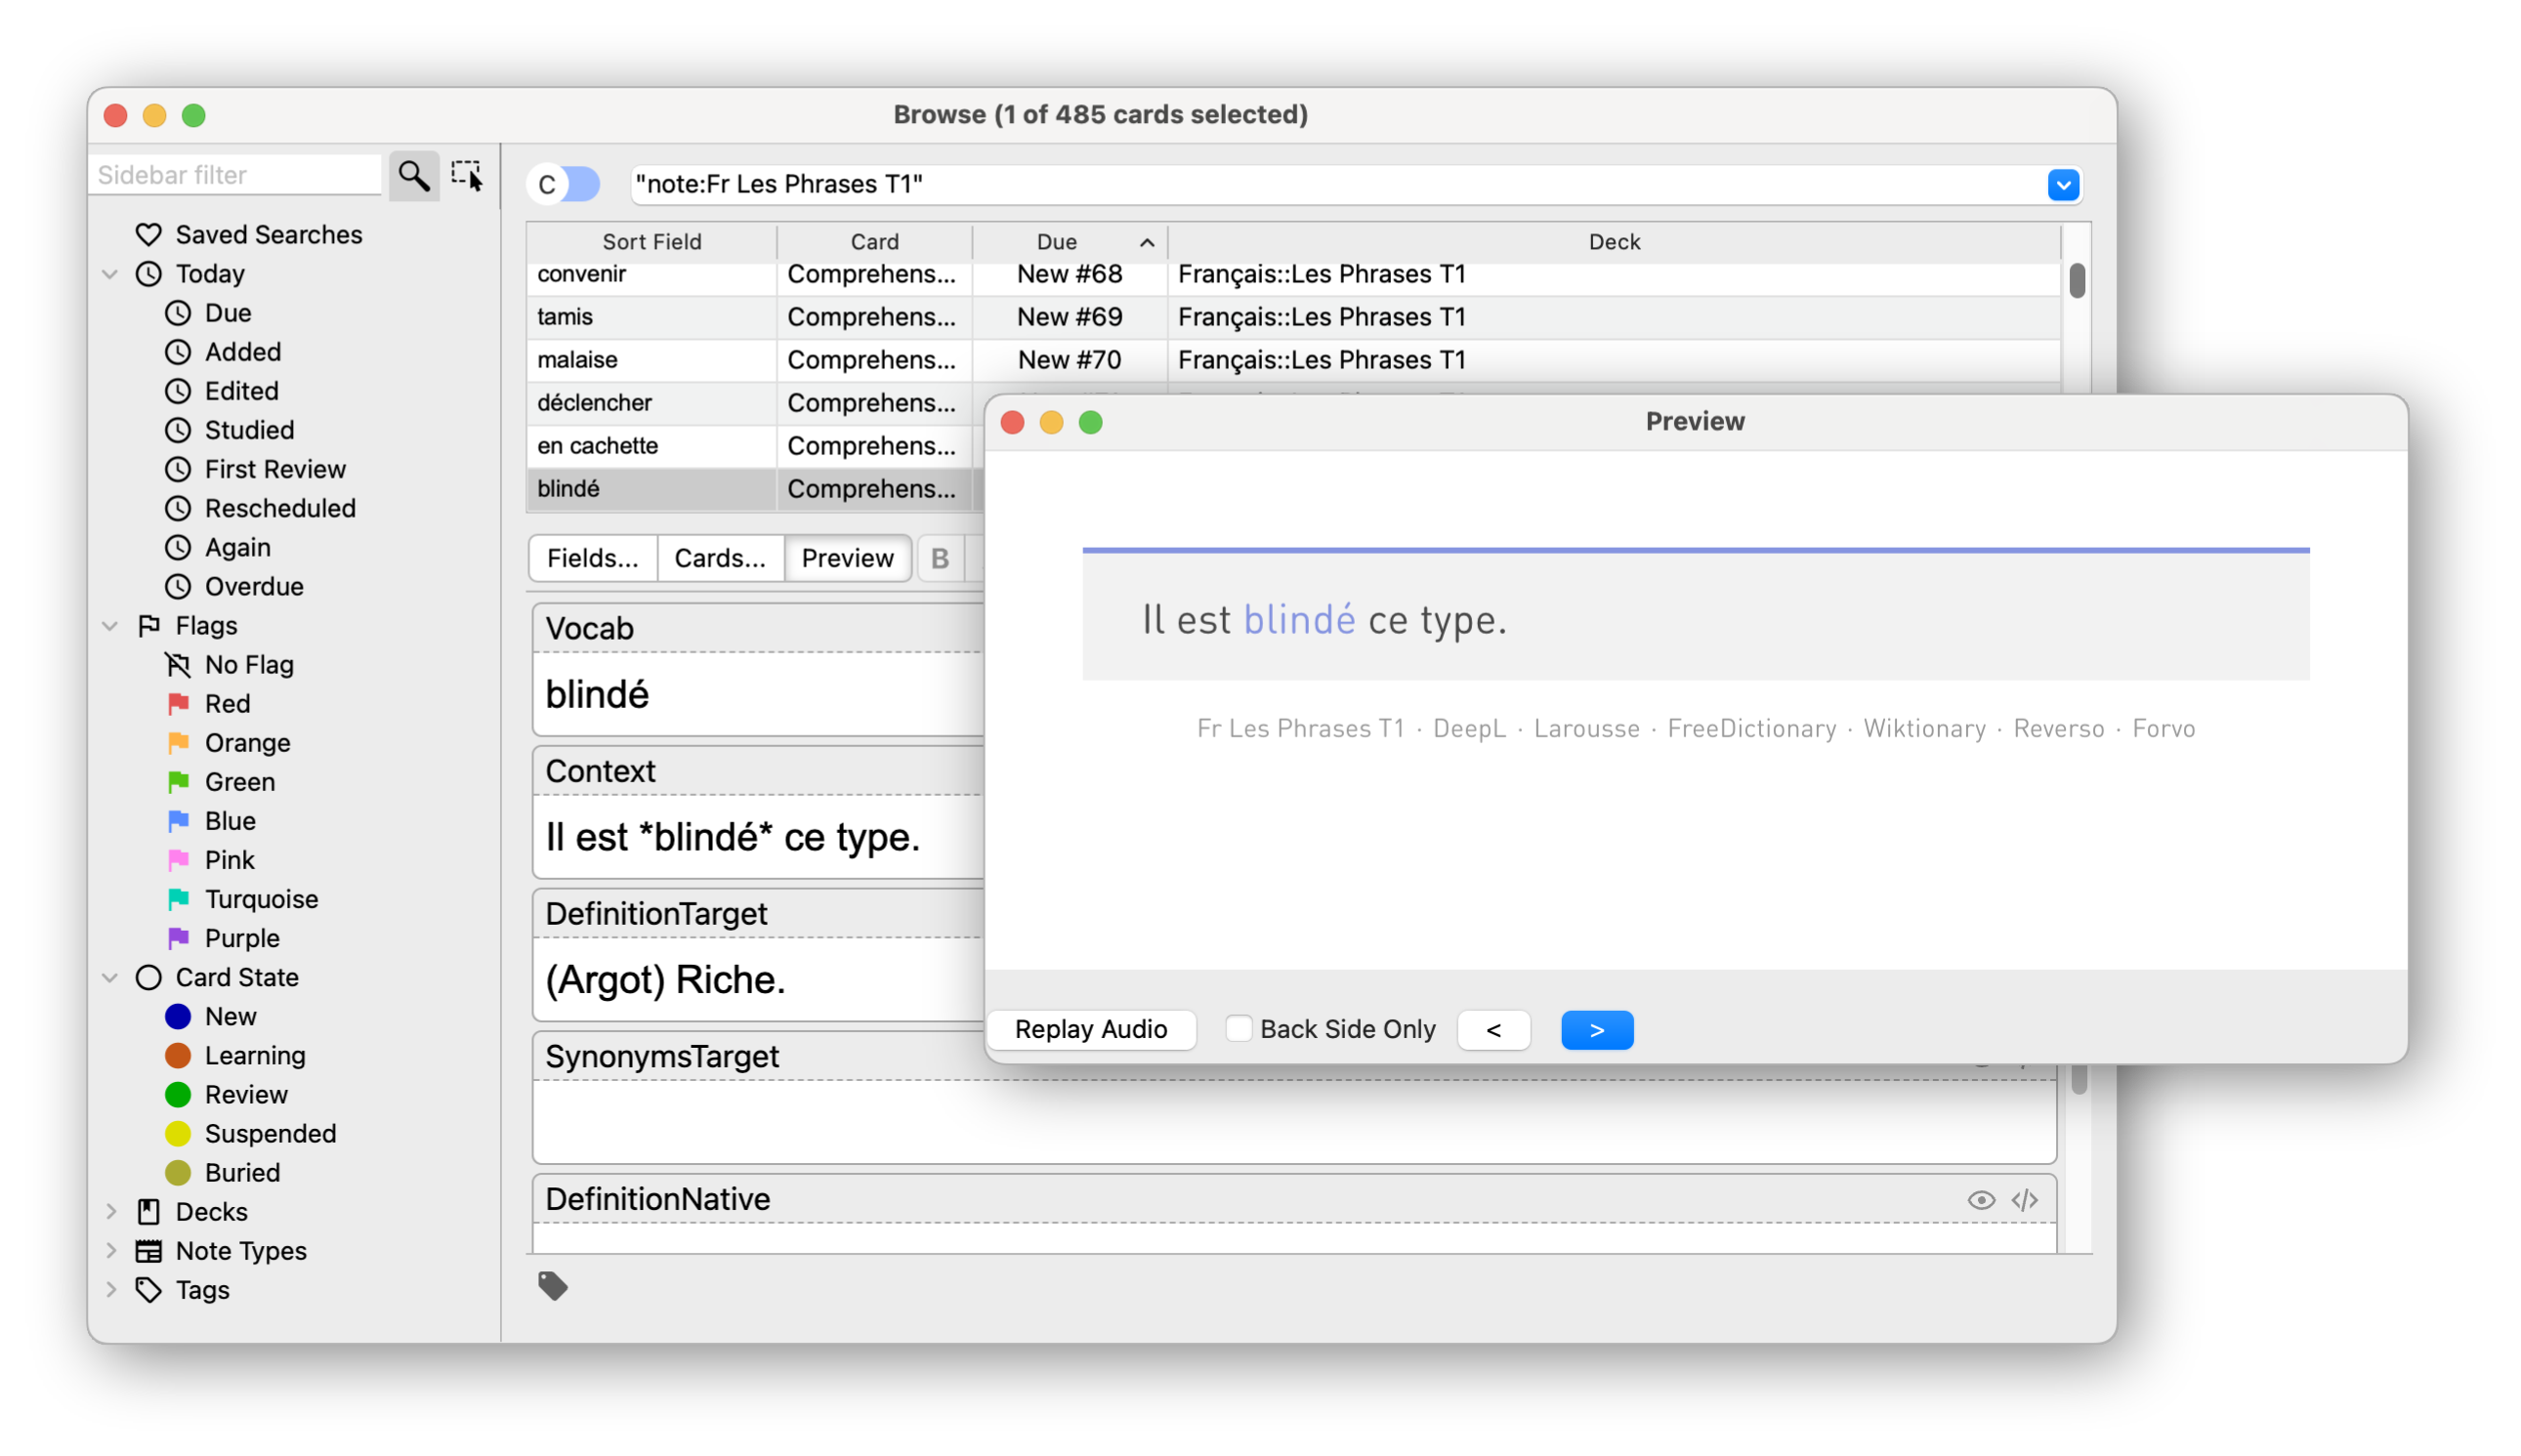 Browse (1 of 485 cards selected)
Sidebar filter
Saved Searches
Today
Due
Added
Edited
Studied
First Review
Rescheduled
Again
Overdue
Flags
No Flag
Red
Orange
Green
Blue
Pink
Turquoise
Purple
Card State
New
Learning
Review
Suspended
Buried
Decks
Note Types
Tags
C
"note:Fr Les Phrases T1"
Sort Field Card Due Deck
convenir Comprehens... New #68 Français::Les Phrases T1
tamis Comprehens... New #69 Français::Les Phrases T1
malaise Comprehens... New #70 Français::Les Phrases T1
déclencher Comprehens...
en cachette Comprehens...
blindé Comprehens...
Fields... Cards... Preview B
Vocab
blindé
Context
Il est *blindé* ce type.
DefinitionTarget
(Argot) Riche.
SynonymsTarget
DefinitionNative
Preview
Il est blindé ce type.
Fr Les Phrases T1 · DeepL · Larousse · FreeDictionary · Wiktionary · Reverso · Forvo
Replay Audio Back Side Only < >